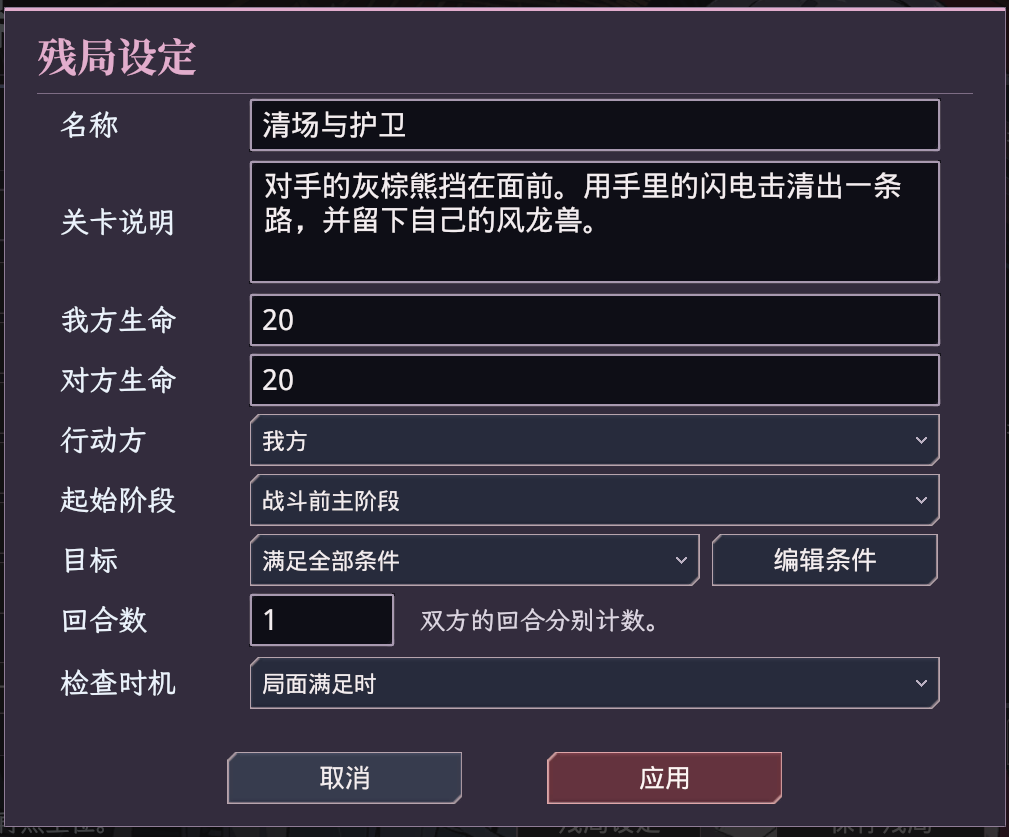 残局设定
名称
清场与护卫
关卡说明
对手的灰棕熊挡在面前。用手里的闪电击清出一条
路，并留下自己的风龙兽。
我方生命
20
对方生命
20
行动方
我方
起始阶段
战斗前主阶段
目标
满足全部条件
编辑条件
回合数
1
双方的回合分别计数。
检查时机
局面满足时
取消
应用